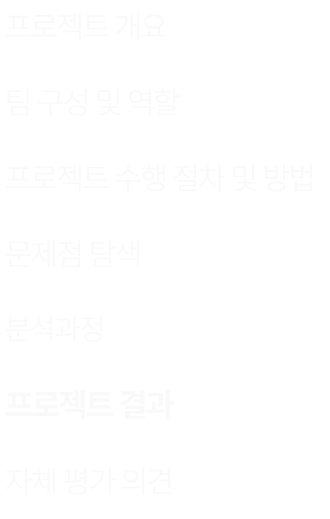 프로젝트 개요
팀 구성 및 역할
프로젝트 수행 절차 및 방법
문제점 탐색
분석과정
프로젝트 결과
자체 평가 의견